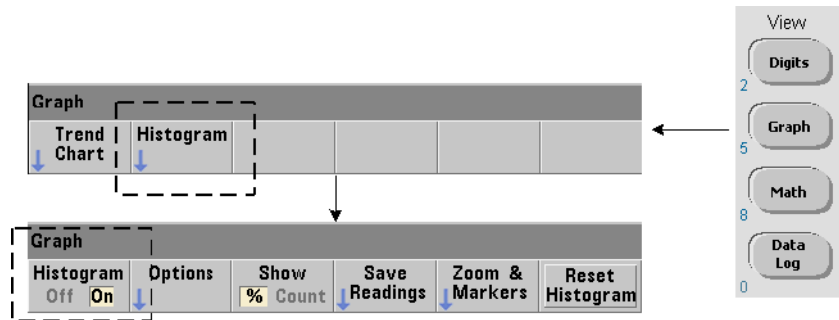 View
Digits
2
Graph
5
Math
8
Data
Log
0
Graph
Trend
Chart
Histogram
Graph
Histogram
Off On
Options
Show
% Count
Save
Readings
Zoom &
Markers
Reset
Histogram